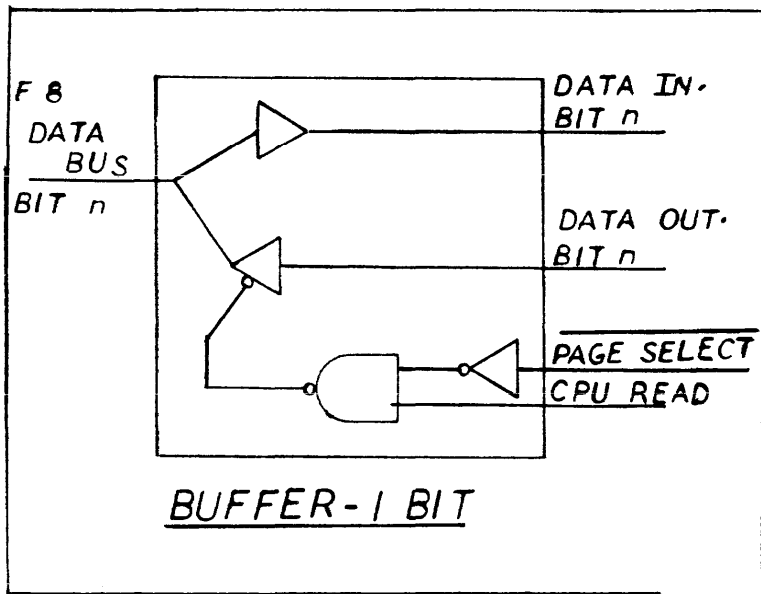 F 8
DATA
BUS
BIT n
DATA IN.
BIT n
DATA OUT.
BIT n
PAGE SELECT
CPU READ
BUFFER-1 BIT